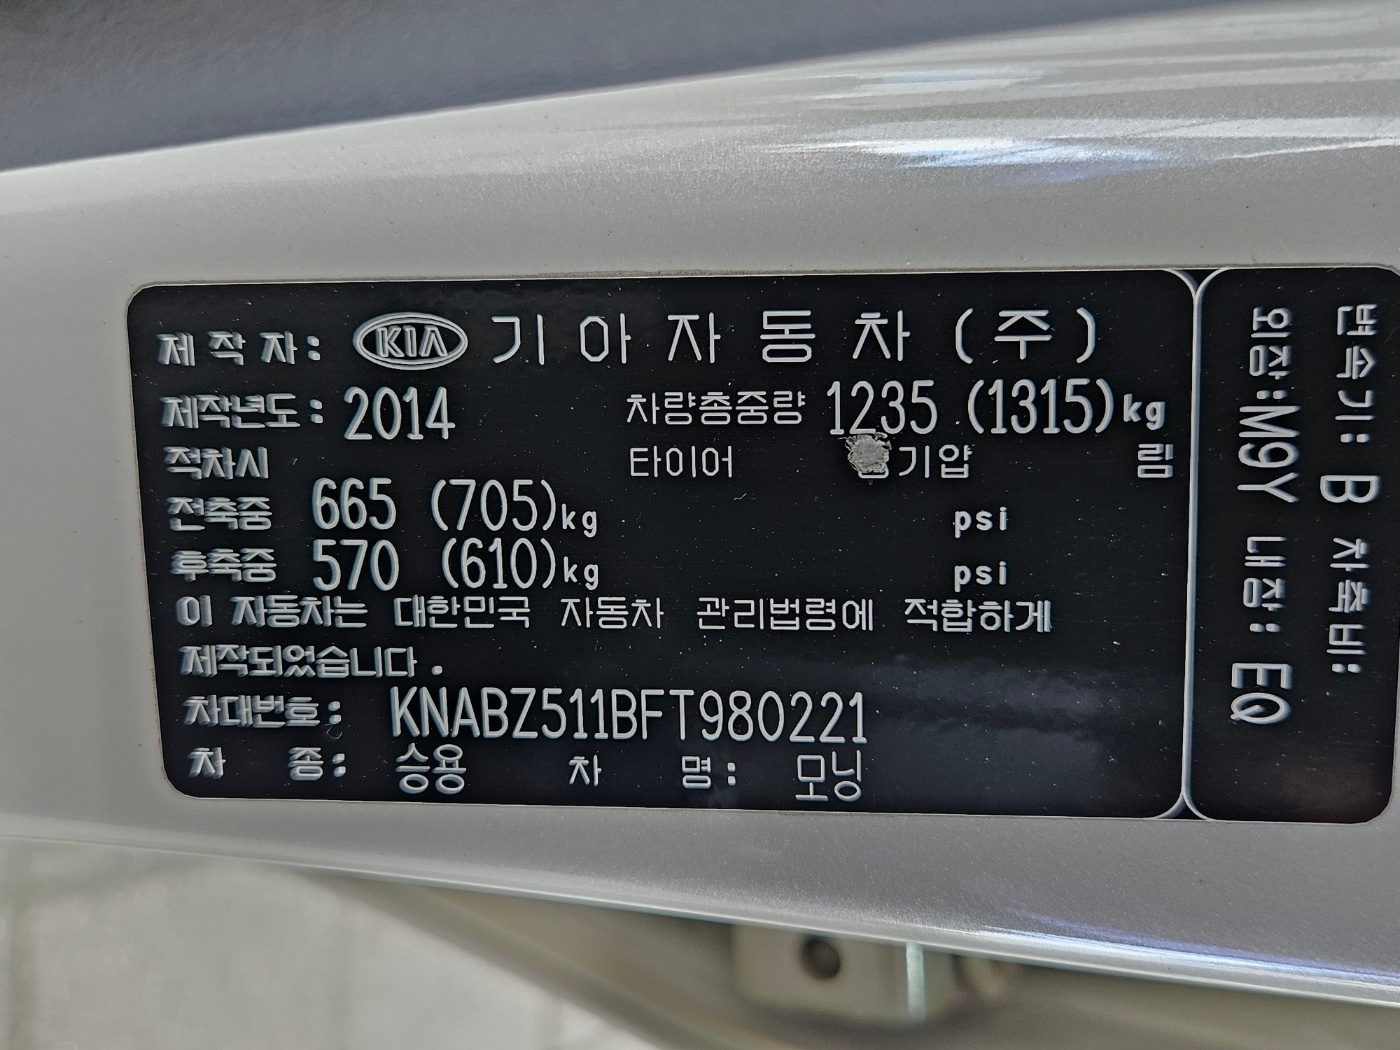 제 작 자 : KIA 기 아 자 동 차 ( 주 )
제작년도 : 2014 차량총중량 1235 (1315)kg
적차시 타이어 기압 림
전축중 665 (705)kg psi
후축중 570 (610)kg psi
이 자동차는 대한민국 자동차 관리법령에 적합하게
제작되었습니다 .
차대번호 : KNABZ511BFT980221
차 종 : 승용 차 명 : 모닝
변속기 : B 차축비 :
외장 : M9Y 내장 : EQ